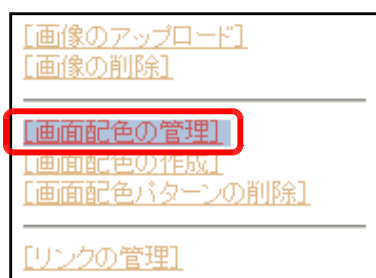 [画像のアップロード]
[画像の削除]
[画面配色の管理]
[画面配色の作成]
[画面配色パターンの削除]
[リンクの管理]